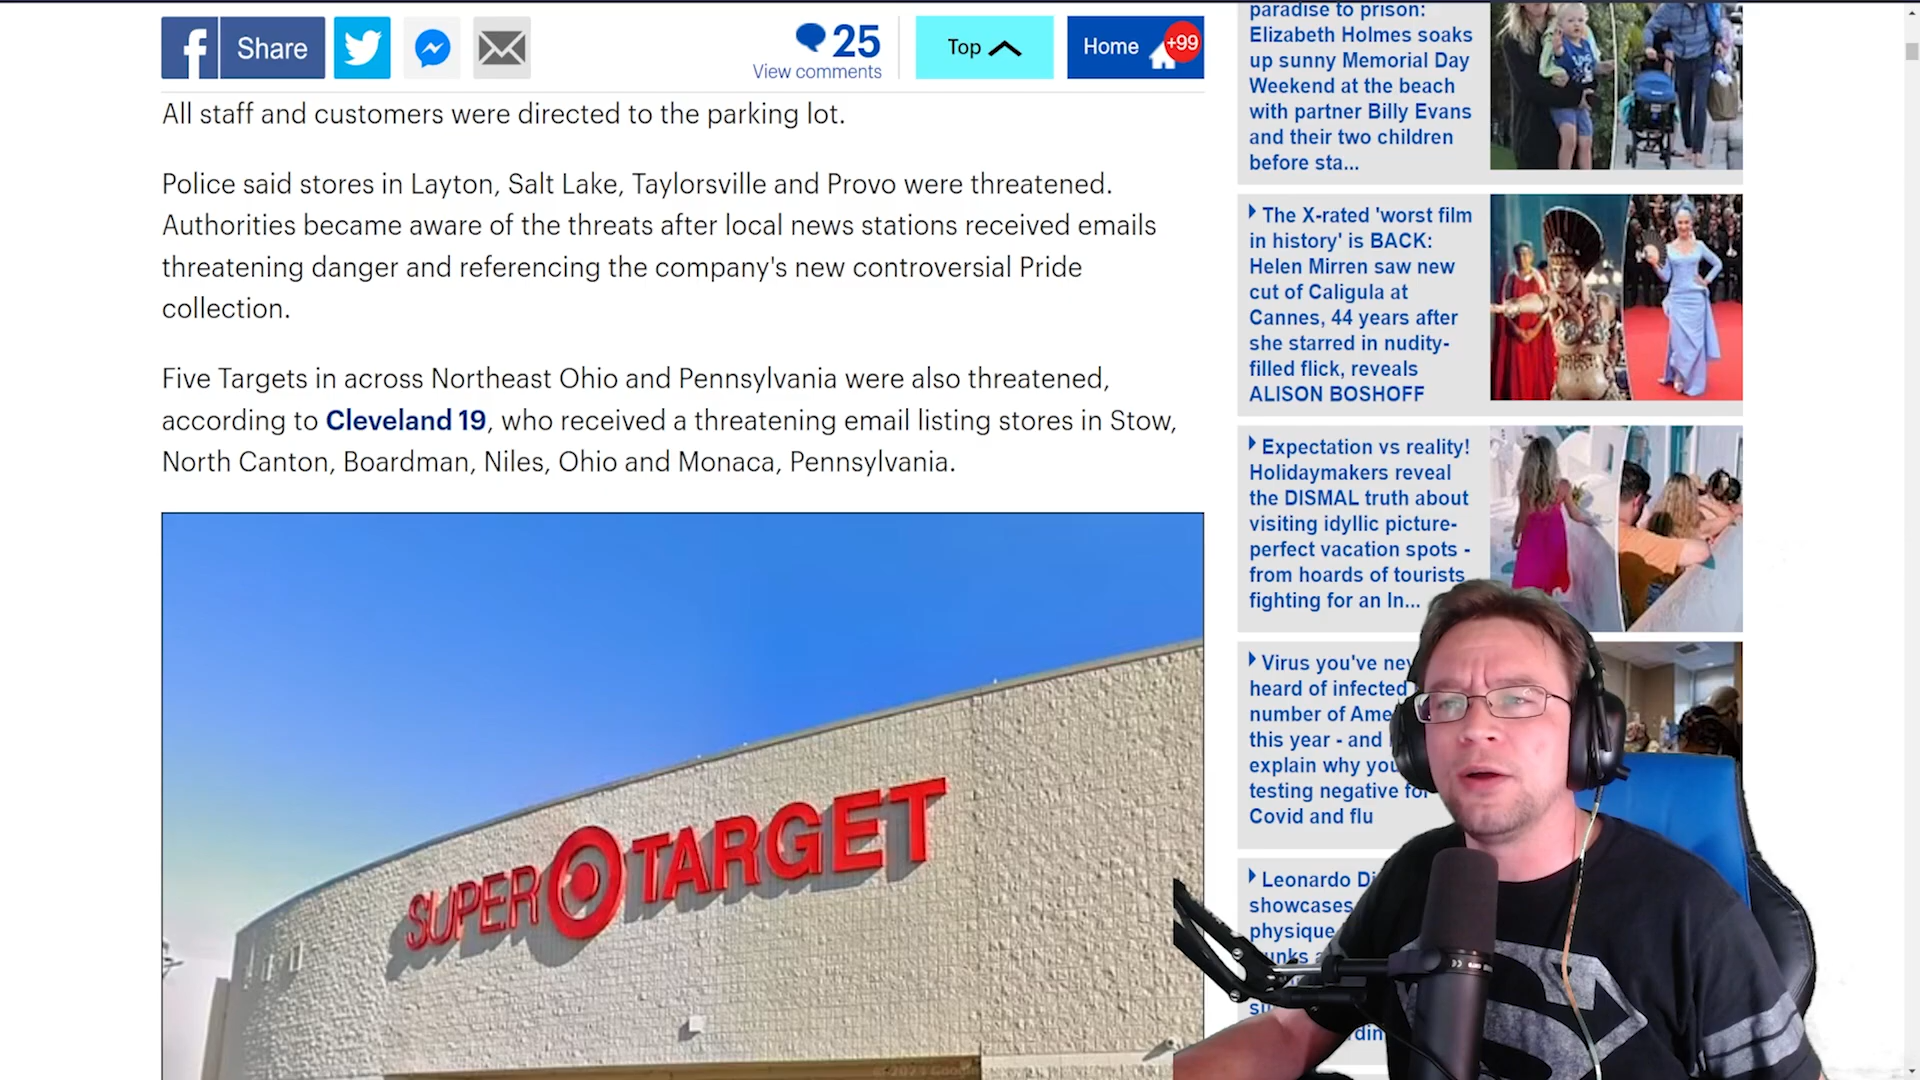 Share
25
View comments
Top
Home
+99
All staff and customers were directed to the parking lot.
Police said stores in Layton, Salt Lake, Taylorsville and Provo were threatened.
Authorities became aware of the threats after local news stations received emails
threatening danger and referencing the company's new controversial Pride
collection.
Five Targets in across Northeast Ohio and Pennsylvania were also threatened,
according to Cleveland 19, who received a threatening email listing stores in Stow,
North Canton, Boardman, Niles, Ohio and Monaca, Pennsylvania.
SUPER TARGET
paradise to prison:
Elizabeth Holmes soaks
up sunny Memorial Day
Weekend at the beach
with partner Billy Evans
and their two children
before sta...
The X-rated 'worst film
in history' is BACK:
Helen Mirren saw new
cut of Caligula at
Cannes, 44 years after
she starred in nudity-
filled flick, reveals
ALISON BOSHOFF
Expectation vs reality!
Holidaymakers reveal
the DISMAL truth about
visiting idyllic picture-
perfect vacation spots -
from hoards of tourists
fighting for an In...
Virus you've nev
heard of infected
number of Ame
this year - and
explain why you
testing negative for
Covid and flu
Leonardo Di
showcases
physique
unks
su